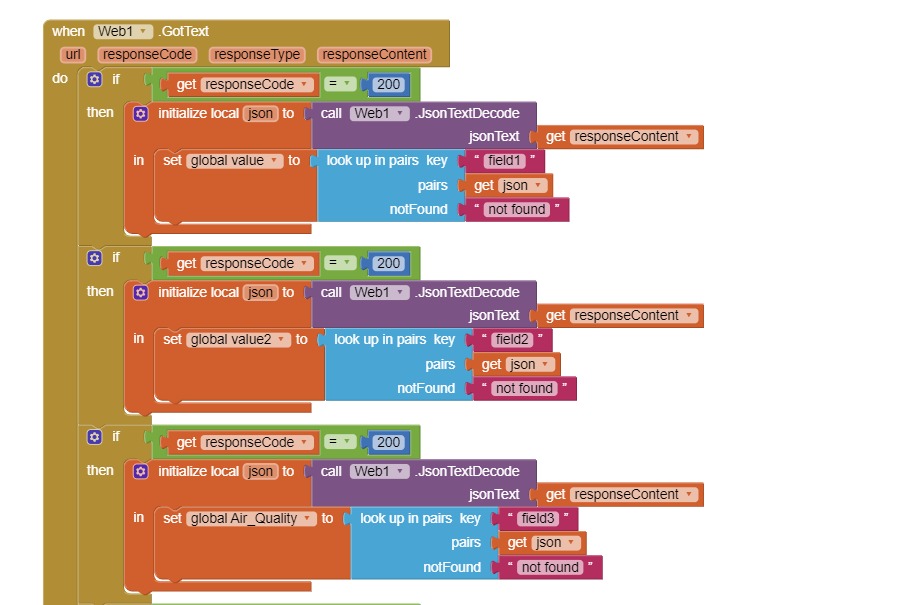 when Web1 .GotText
url responseCode responseType responseContent
do if get responseCode = 200
then initialize local json to call Web1 .JsonTextDecode
jsonText get responseContent
in set global value to look up in pairs key " field1 "
pairs get json
notFound " not found "
if get responseCode = 200
then initialize local json to call Web1 .JsonTextDecode
jsonText get responseContent
in set global value2 to look up in pairs key " field2 "
pairs get json
notFound " not found "
if get responseCode = 200
then initialize local json to call Web1 .JsonTextDecode
jsonText get responseContent
in set global Air_Quality to look up in pairs key " field3 "
pairs get json
notFound " not found "